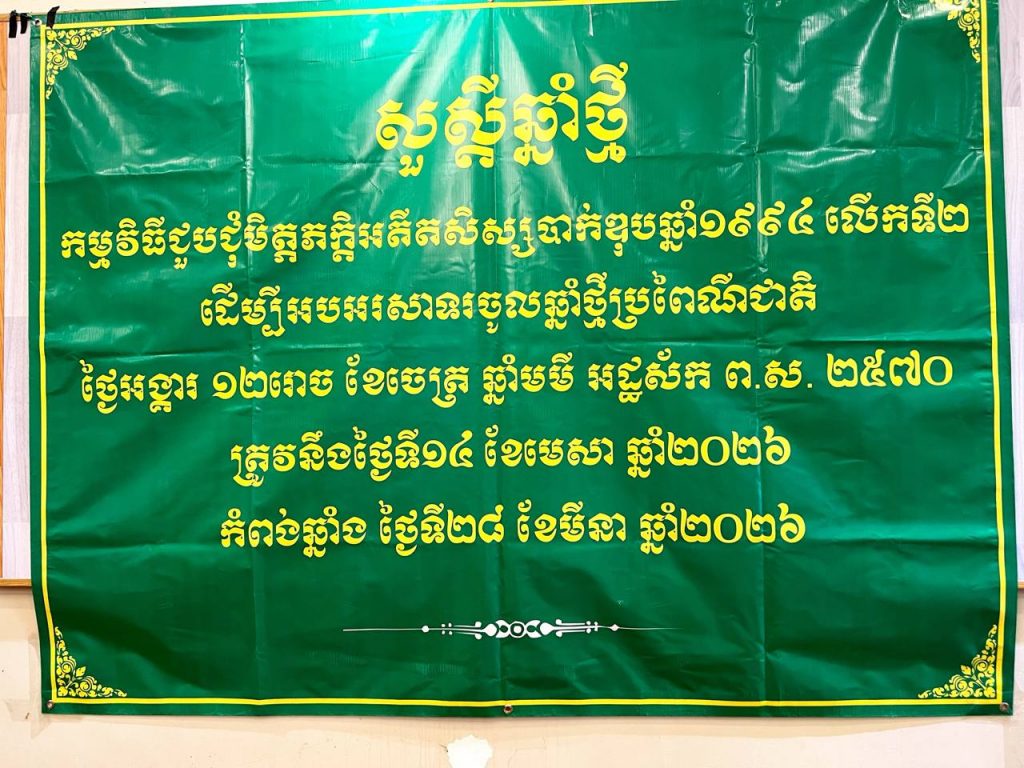 សួស្តីឆ្នាំថ្មី
កម្មវិធីជួបជុំមិត្តភក្តិអតីតសិស្សបាក់ឌុបឆ្នាំ១៩៩៤ លើកទី២
ដើម្បីអបអរសាទរចូលឆ្នាំថ្មីប្រពៃណីជាតិ
ថ្ងៃអង្គារ ១២រោច ខែចេត្រ ឆ្នាំមមី អដ្ឋស័ក ព.ស. ២៥៧០
ត្រូវនឹងថ្ងៃទី១៤ ខែមេសា ឆ្នាំ២០២៦
កំពង់ឆ្នាំង ថ្ងៃទី២៨ ខែមីនា ឆ្នាំ២០២៦